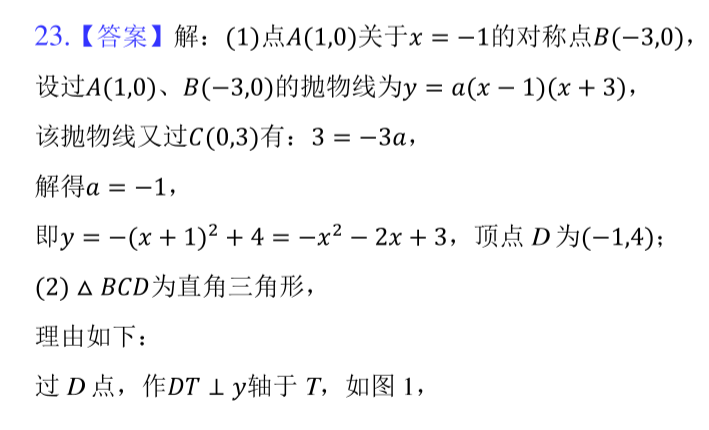 23.【答案】解：(1)点A(1,0)关于x = −1的对称点B(−3,0)，
设过A(1,0)、B(−3,0)的抛物线为y = a(x − 1)(x + 3)，
该抛物线又过C(0,3)有：3 = −3a，
解得a = −1，
即y = −(x + 1)² + 4 = −x² − 2x + 3，顶点 D 为(−1,4)；
(2) △ BCD为直角三角形，
理由如下：
过 D 点，作DT ⊥ y轴于 T，如图 1，